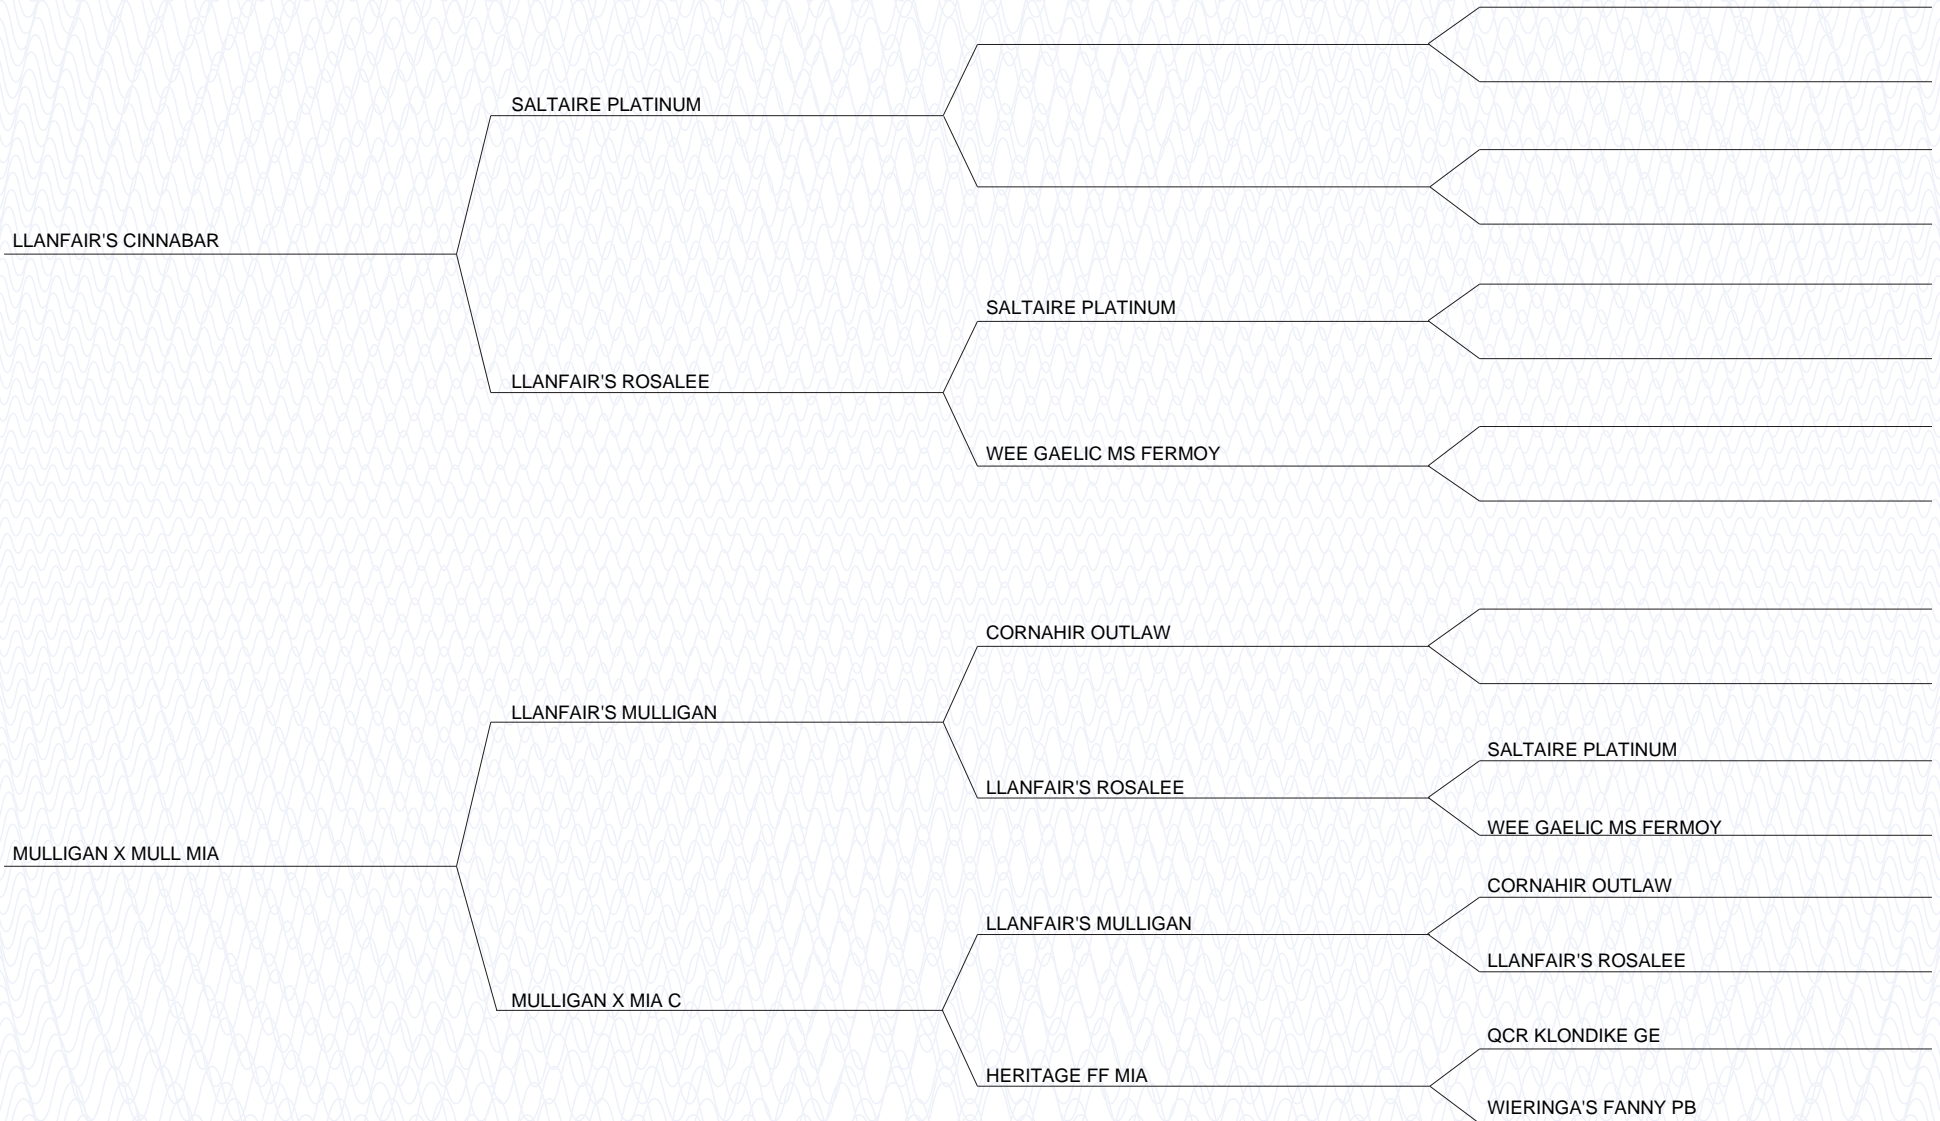 SALTAIRE PLATINUM
LLANFAIR'S CINNABAR
SALTAIRE PLATINUM
LLANFAIR'S ROSALEE
WEE GAELIC MS FERMOY
CORNAHIR OUTLAW
LLANFAIR'S MULLIGAN
SALTAIRE PLATINUM
LLANFAIR'S ROSALEE
WEE GAELIC MS FERMOY
MULLIGAN X MULL MIA
CORNAHIR OUTLAW
LLANFAIR'S MULLIGAN
LLANFAIR'S ROSALEE
MULLIGAN X MIA C
QCR KLONDIKE GE
HERITAGE FF MIA
WIERINGA'S FANNY PB